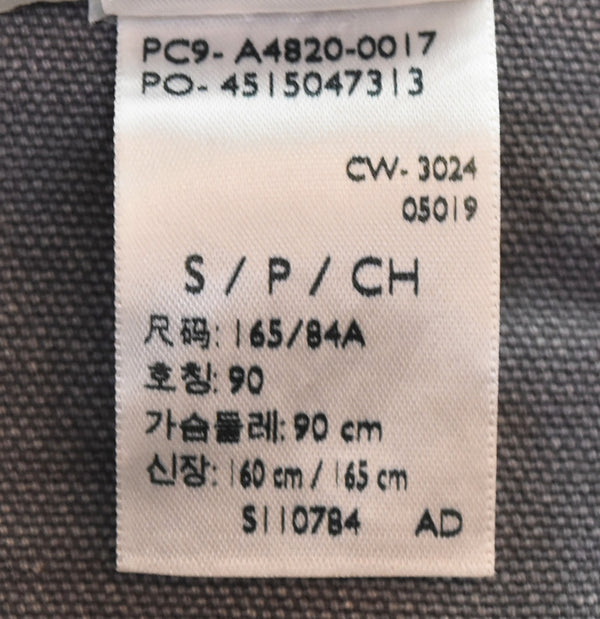 PC9- A4820-0017
PO- 4515047313
CW- 3024
05019
S / P / CH
尺码: 165/84A
호칭: 90
가슴둘레: 90 cm
신장: 160 cm / 165 cm
S110784 AD